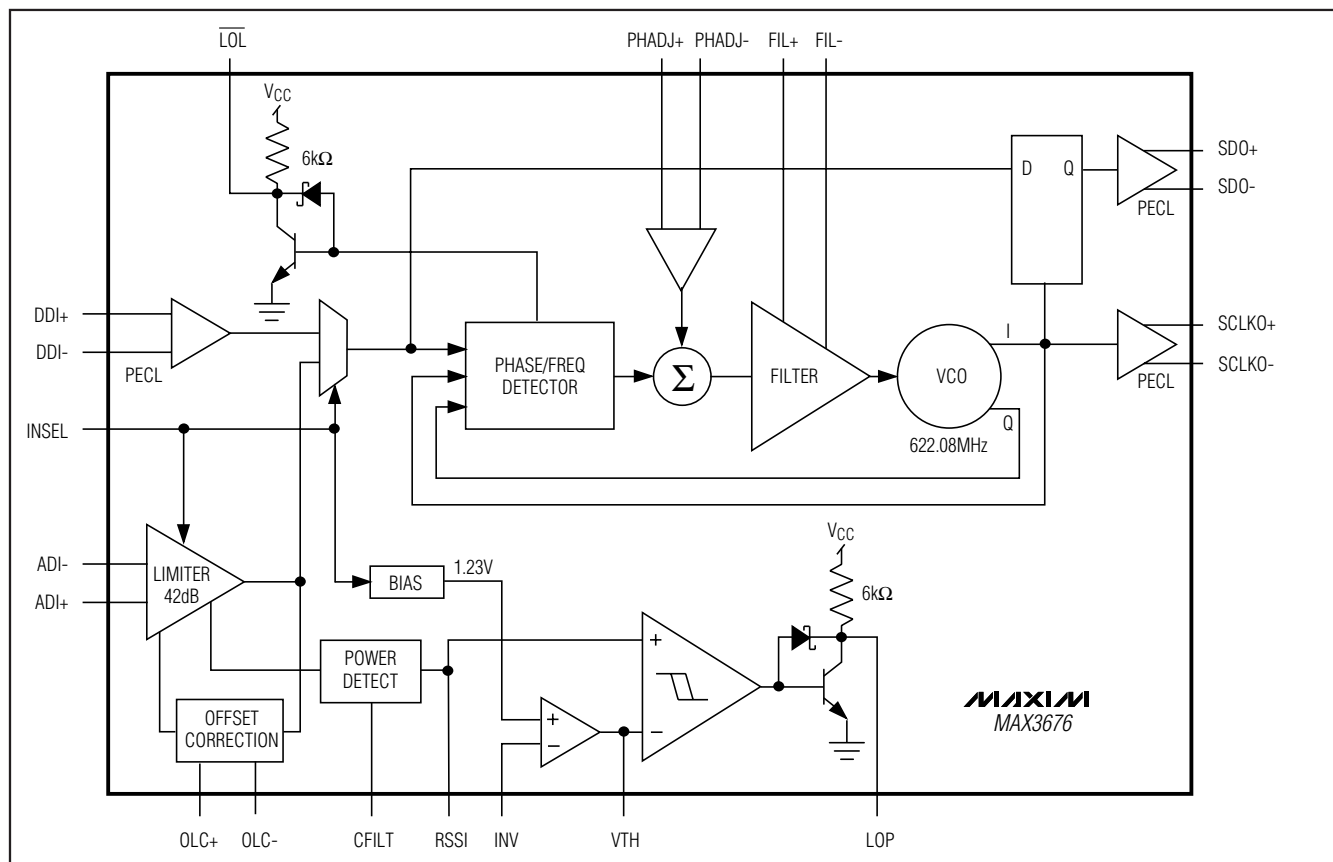 LOL
PHADJ+ PHADJ- FIL+ FIL-
VCC
6kΩ
D Q
SDO+
SDO-
PECL
DDI+
DDI-
PECL
PHASE/FREQ
DETECTOR
Σ
FILTER
VCO
I
Q
622.08MHz
SCLKO+
SCLKO-
PECL
INSEL
ADI-
ADI+
LIMITER
42dB
BIAS
1.23V
VCC
6kΩ
POWER
DETECT
OFFSET
CORRECTION
+
-
+
-
MAXIM
MAX3676
OLC+ OLC- CFILT RSSI INV VTH LOP